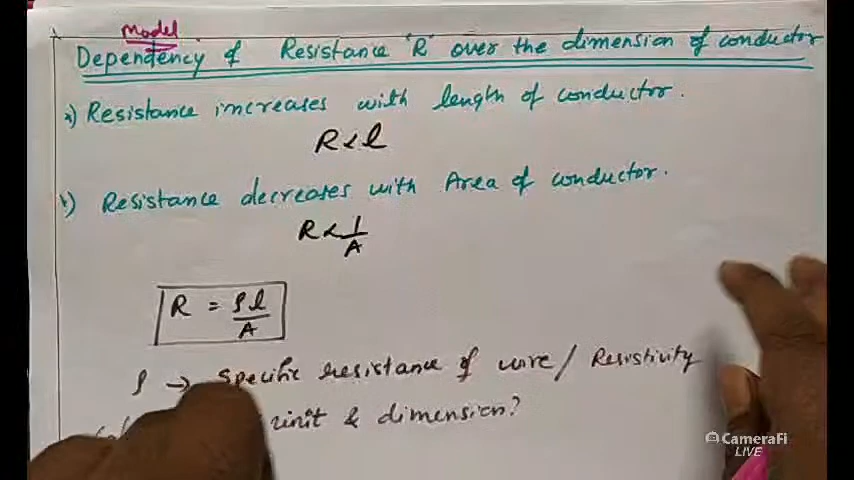 Model
Dependency of Resistance "R" over the dimension of conductor
a) Resistance increases with length of conductor.
R ∝ l
b) Resistance decreases with Area of conductor.
R ∝ 1/A
R = ρl/A
ρ → Specific resistance of wire / Resistivity
unit & dimension?
CameraFi
LIVE